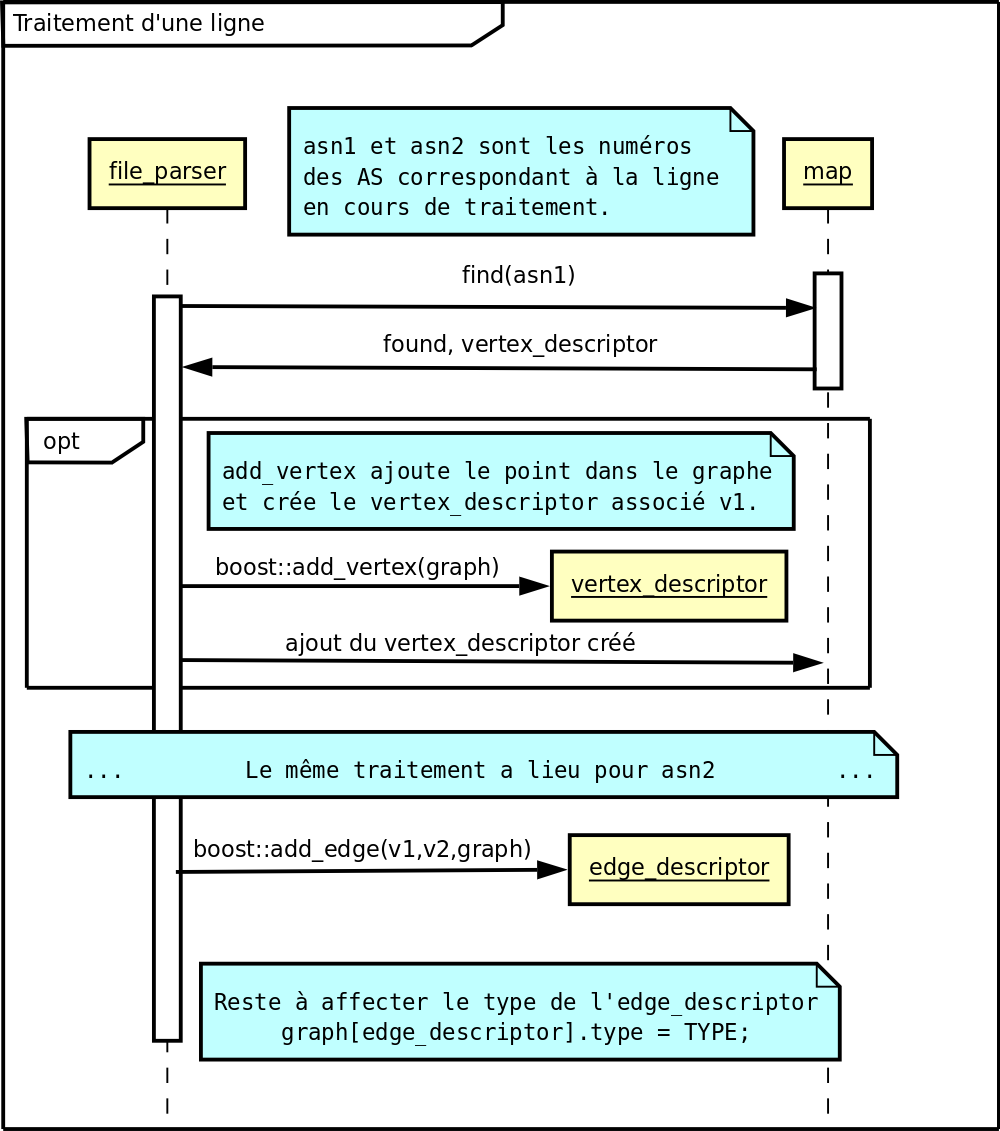 Traitement d'une ligne
asn1 et asn2 sont les numéros
des AS correspondant à la ligne
en cours de traitement.
file_parser
map
find(asn1)
found, vertex_descriptor
opt
add_vertex ajoute le point dans le graphe
et crée le vertex_descriptor associé v1.
boost::add_vertex(graph)
vertex_descriptor
ajout du vertex_descriptor créé
... Le même traitement a lieu pour asn2 ...
boost::add_edge(v1,v2,graph)
edge_descriptor
Reste à affecter le type de l'edge_descriptor
graph[edge_descriptor].type = TYPE;